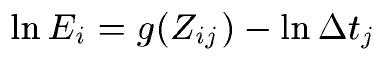 ln E_i = g(Z_{ij}) − ln Δt_j